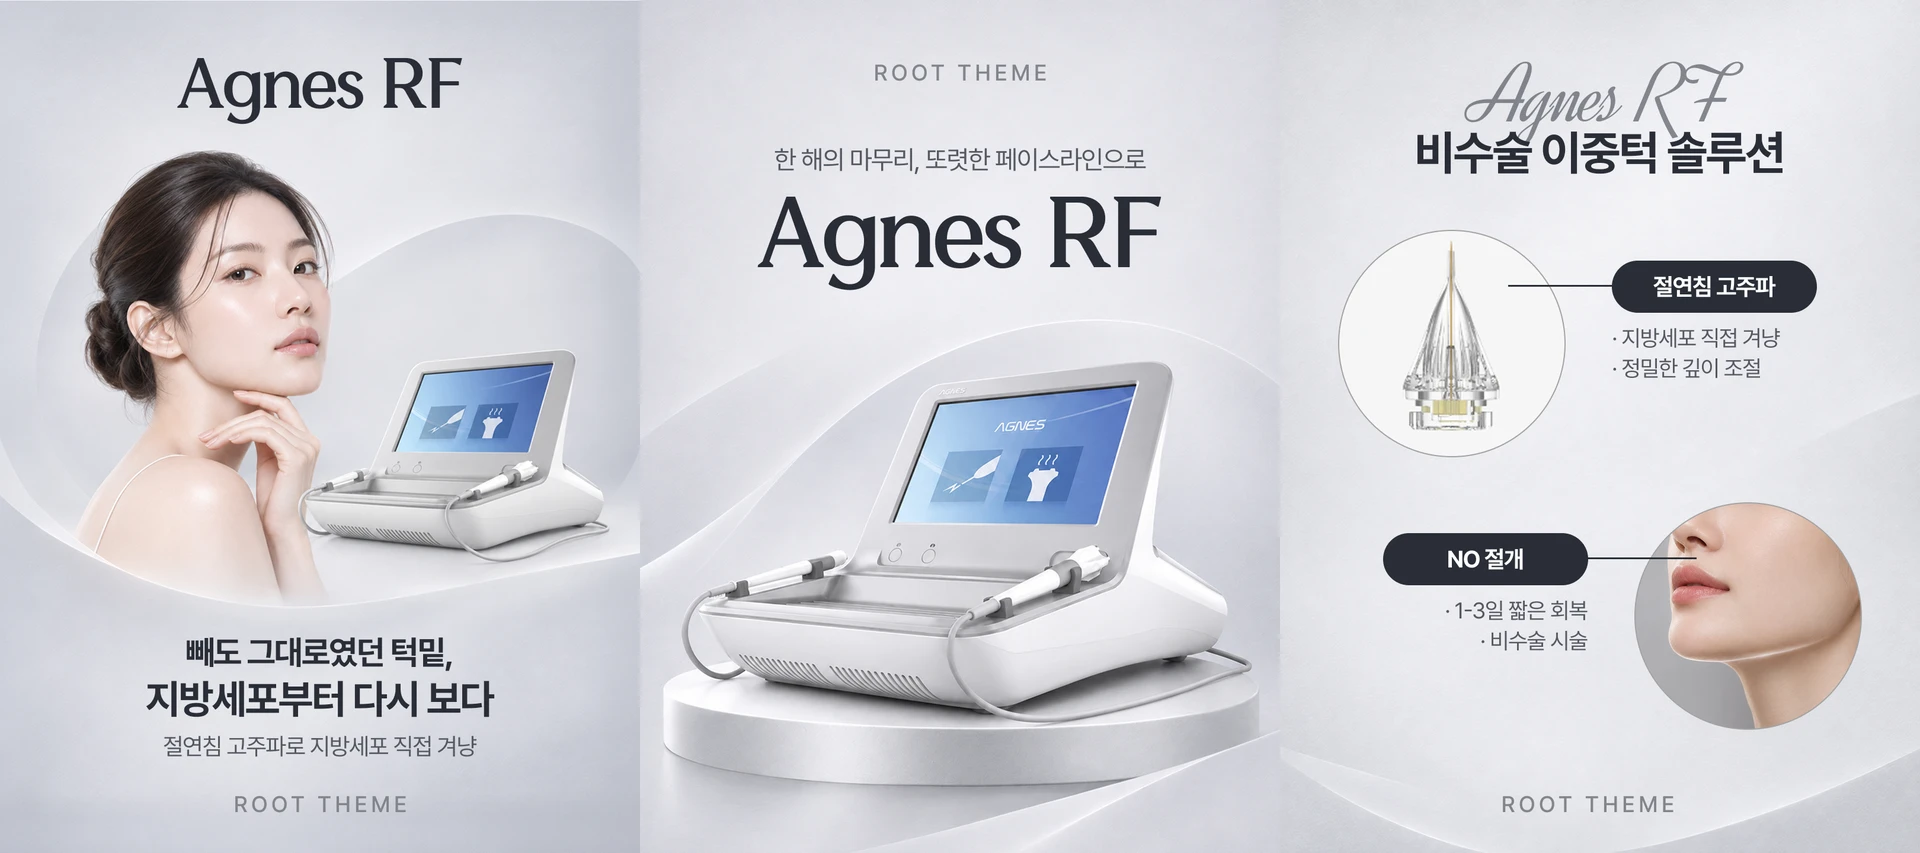 Agnes RF
빼도 그대로였던 턱밑,
지방세포부터 다시 보다
절연침 고주파로 지방세포 직접 겨냥
ROOT THEME
ROOT THEME
한 해의 마무리, 또렷한 페이스라인으로
Agnes RF
AGNES
Agnes RF
비수술 이중턱 솔루션
절연침 고주파
· 지방세포 직접 겨냥
· 정밀한 깊이 조절
NO 절개
· 1-3일 짧은 회복
· 비수술 시술
ROOT THEME